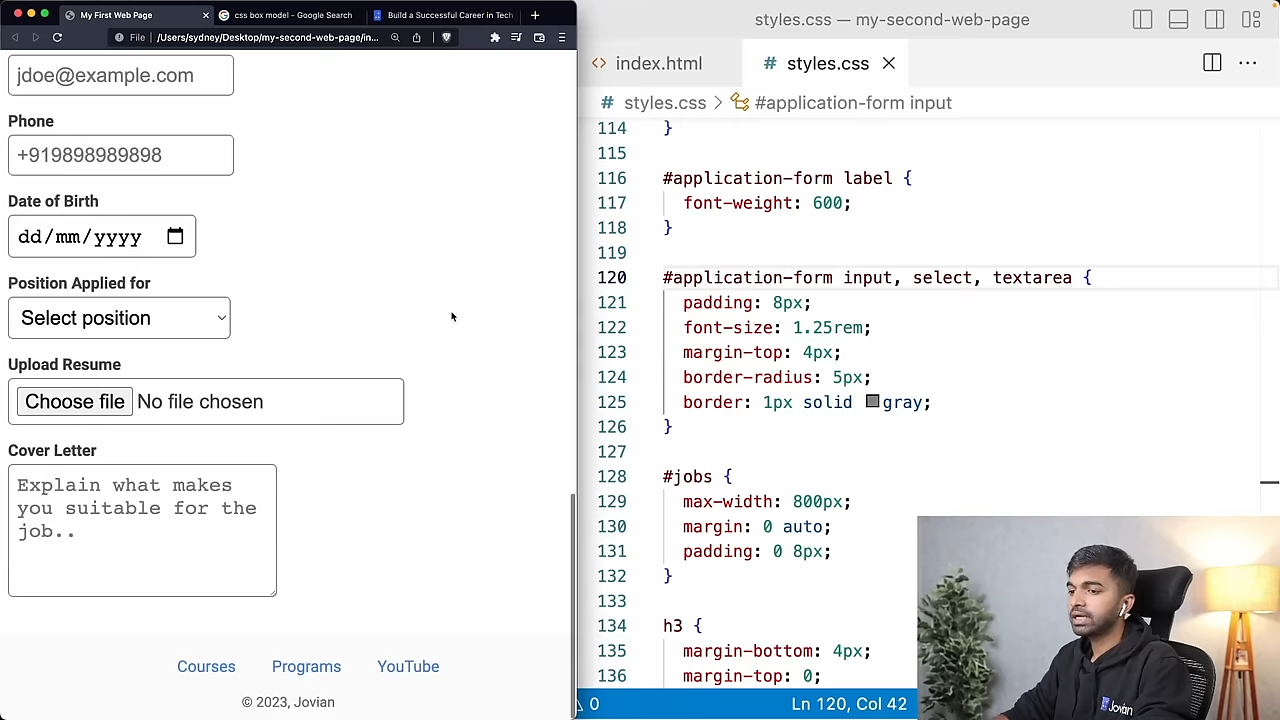 My First Web Page
css box model - Google Search
Build a Successful Career in Tech
File
/Users/sydney/Desktop/my-second-web-page/in...
jdoe@example.com
Phone
+919898989898
Date of Birth
dd/mm/yyyy
Position Applied for
Select position
Upload Resume
Choose file No file chosen
Cover Letter
Explain what makes
you suitable for the
job..
Courses Programs YouTube
© 2023, Jovian
styles.css — my-second-web-page
index.html
# styles.css
# styles.css > #application-form input
114 }
115
116 #application-form label {
117 font-weight: 600;
118 }
119
120 #application-form input, select, textarea {
121 padding: 8px;
122 font-size: 1.25rem;
123 margin-top: 4px;
124 border-radius: 5px;
125 border: 1px solid gray;
126 }
127
128 #jobs {
129 max-width: 800px;
130 margin: 0 auto;
131 padding: 0 8px;
132 }
133
134 h3 {
135 margin-bottom: 4px;
136 margin-top: 0;
0
Ln 120, Col 42
Jovian